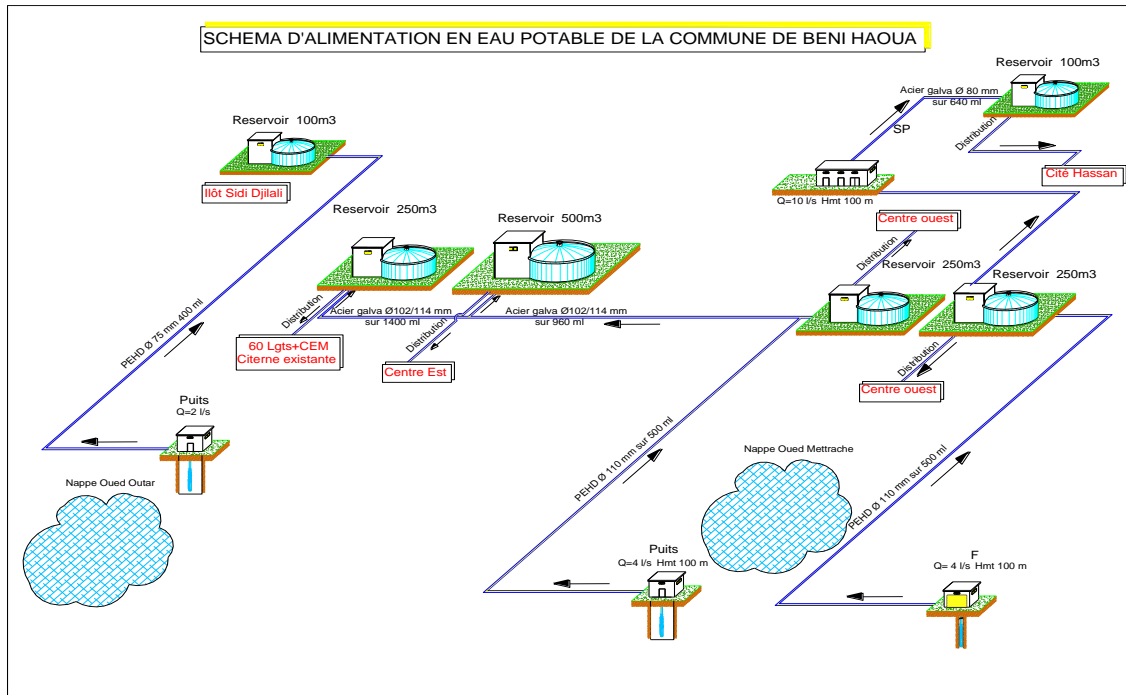 SCHEMA D'ALIMENTATION EN EAU POTABLE DE LA COMMUNE DE BENI HAOUA
Reservoir 100m3
Acier galva Ø 80 mm
sur 640 ml
SP
Distribution
Cité Hassan
Q=10 l/s Hmt 100 m
Reservoir 100m3
Ilôt Sidi Djilali
Reservoir 250m3
Reservoir 500m3
Centre ouest
Distribution
Reservoir 250m3
Reservoir 250m3
Distribution
Acier galva Ø102/114 mm
sur 1400 ml
Acier galva Ø102/114 mm
sur 960 ml
60 Lgts+CEM
Citerne existante
Distribution
Centre Est
Distribution
Centre ouest
PEHD Ø 75 mm 400 ml
Puits
Q=2 l/s
Nappe Oued Outar
PEHD Ø 110 mm sur 500 ml
Nappe Oued Mettrache
PEHD Ø 110 mm sur 500 ml
Puits
Q=4 l/s Hmt 100 m
F
Q= 4 l/s Hmt 100 m